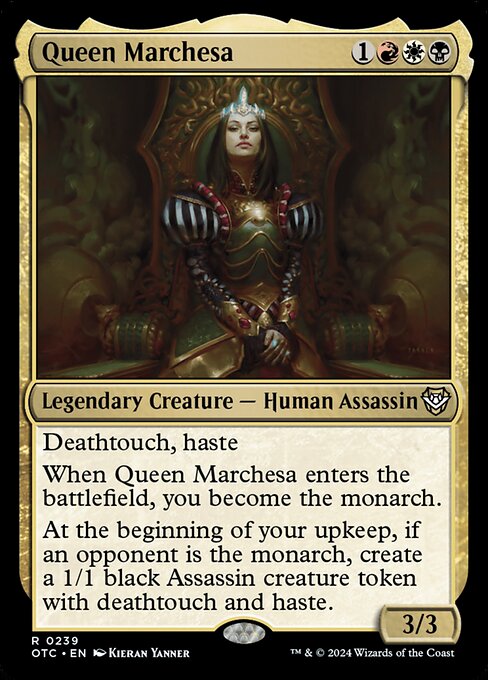 Queen Marchesa 1
Legendary Creature — Human Assassin
Deathtouch, haste
When Queen Marchesa enters the
battlefield, you become the monarch.
At the beginning of your upkeep, if
an opponent is the monarch, create
a 1/1 black Assassin creature token
with deathtouch and haste.
3/3
R 0239
OTC • EN Kieran Yanner
™ & © 2024 Wizards of the Coast